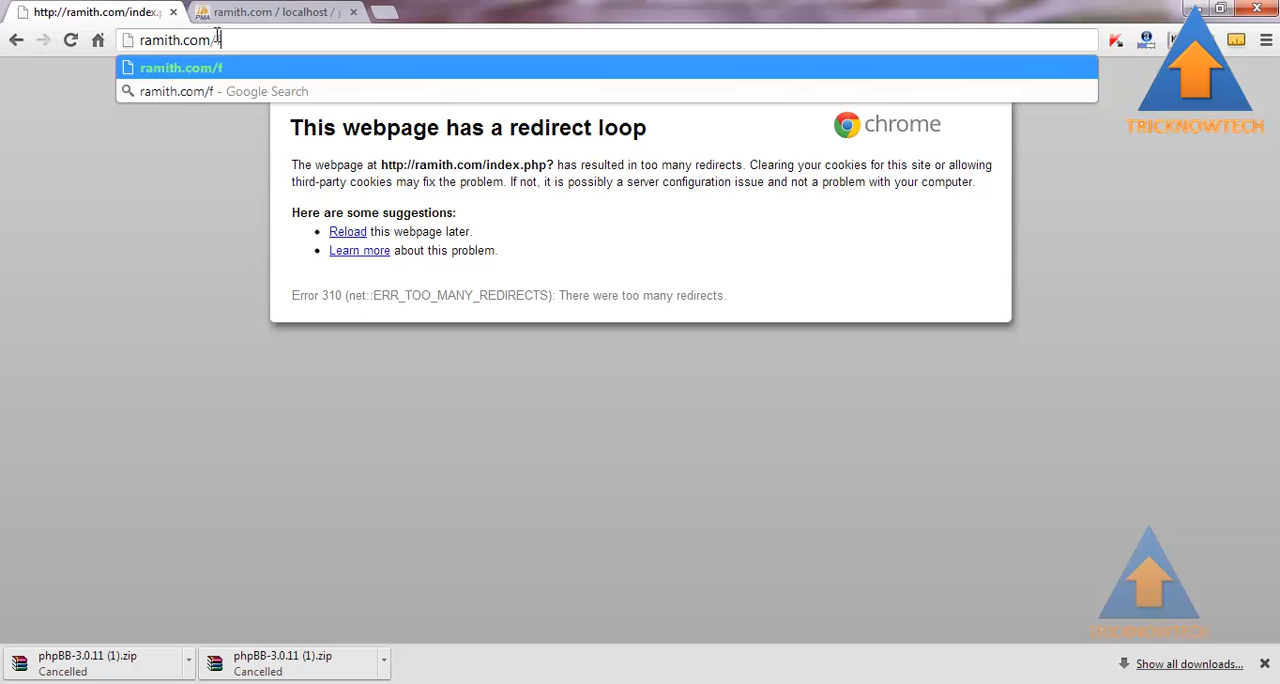 http://ramith.com/index.
PMA
ramith.com / localhost / p
ramith.com/f
ramith.com/f
ramith.com/f - Google Search
This webpage has a redirect loop
chrome
The webpage at http://ramith.com/index.php? has resulted in too many redirects. Clearing your cookies for this site or allowing
third-party cookies may fix the problem. If not, it is possibly a server configuration issue and not a problem with your computer.
Here are some suggestions:
Reload this webpage later.
Learn more about this problem.
Error 310 (net::ERR_TOO_MANY_REDIRECTS): There were too many redirects.
TRICKNOWTECH
TRICKNOWTECH
phpBB-3.0.11 (1).zip
Cancelled
phpBB-3.0.11 (1).zip
Cancelled
Show all downloads...